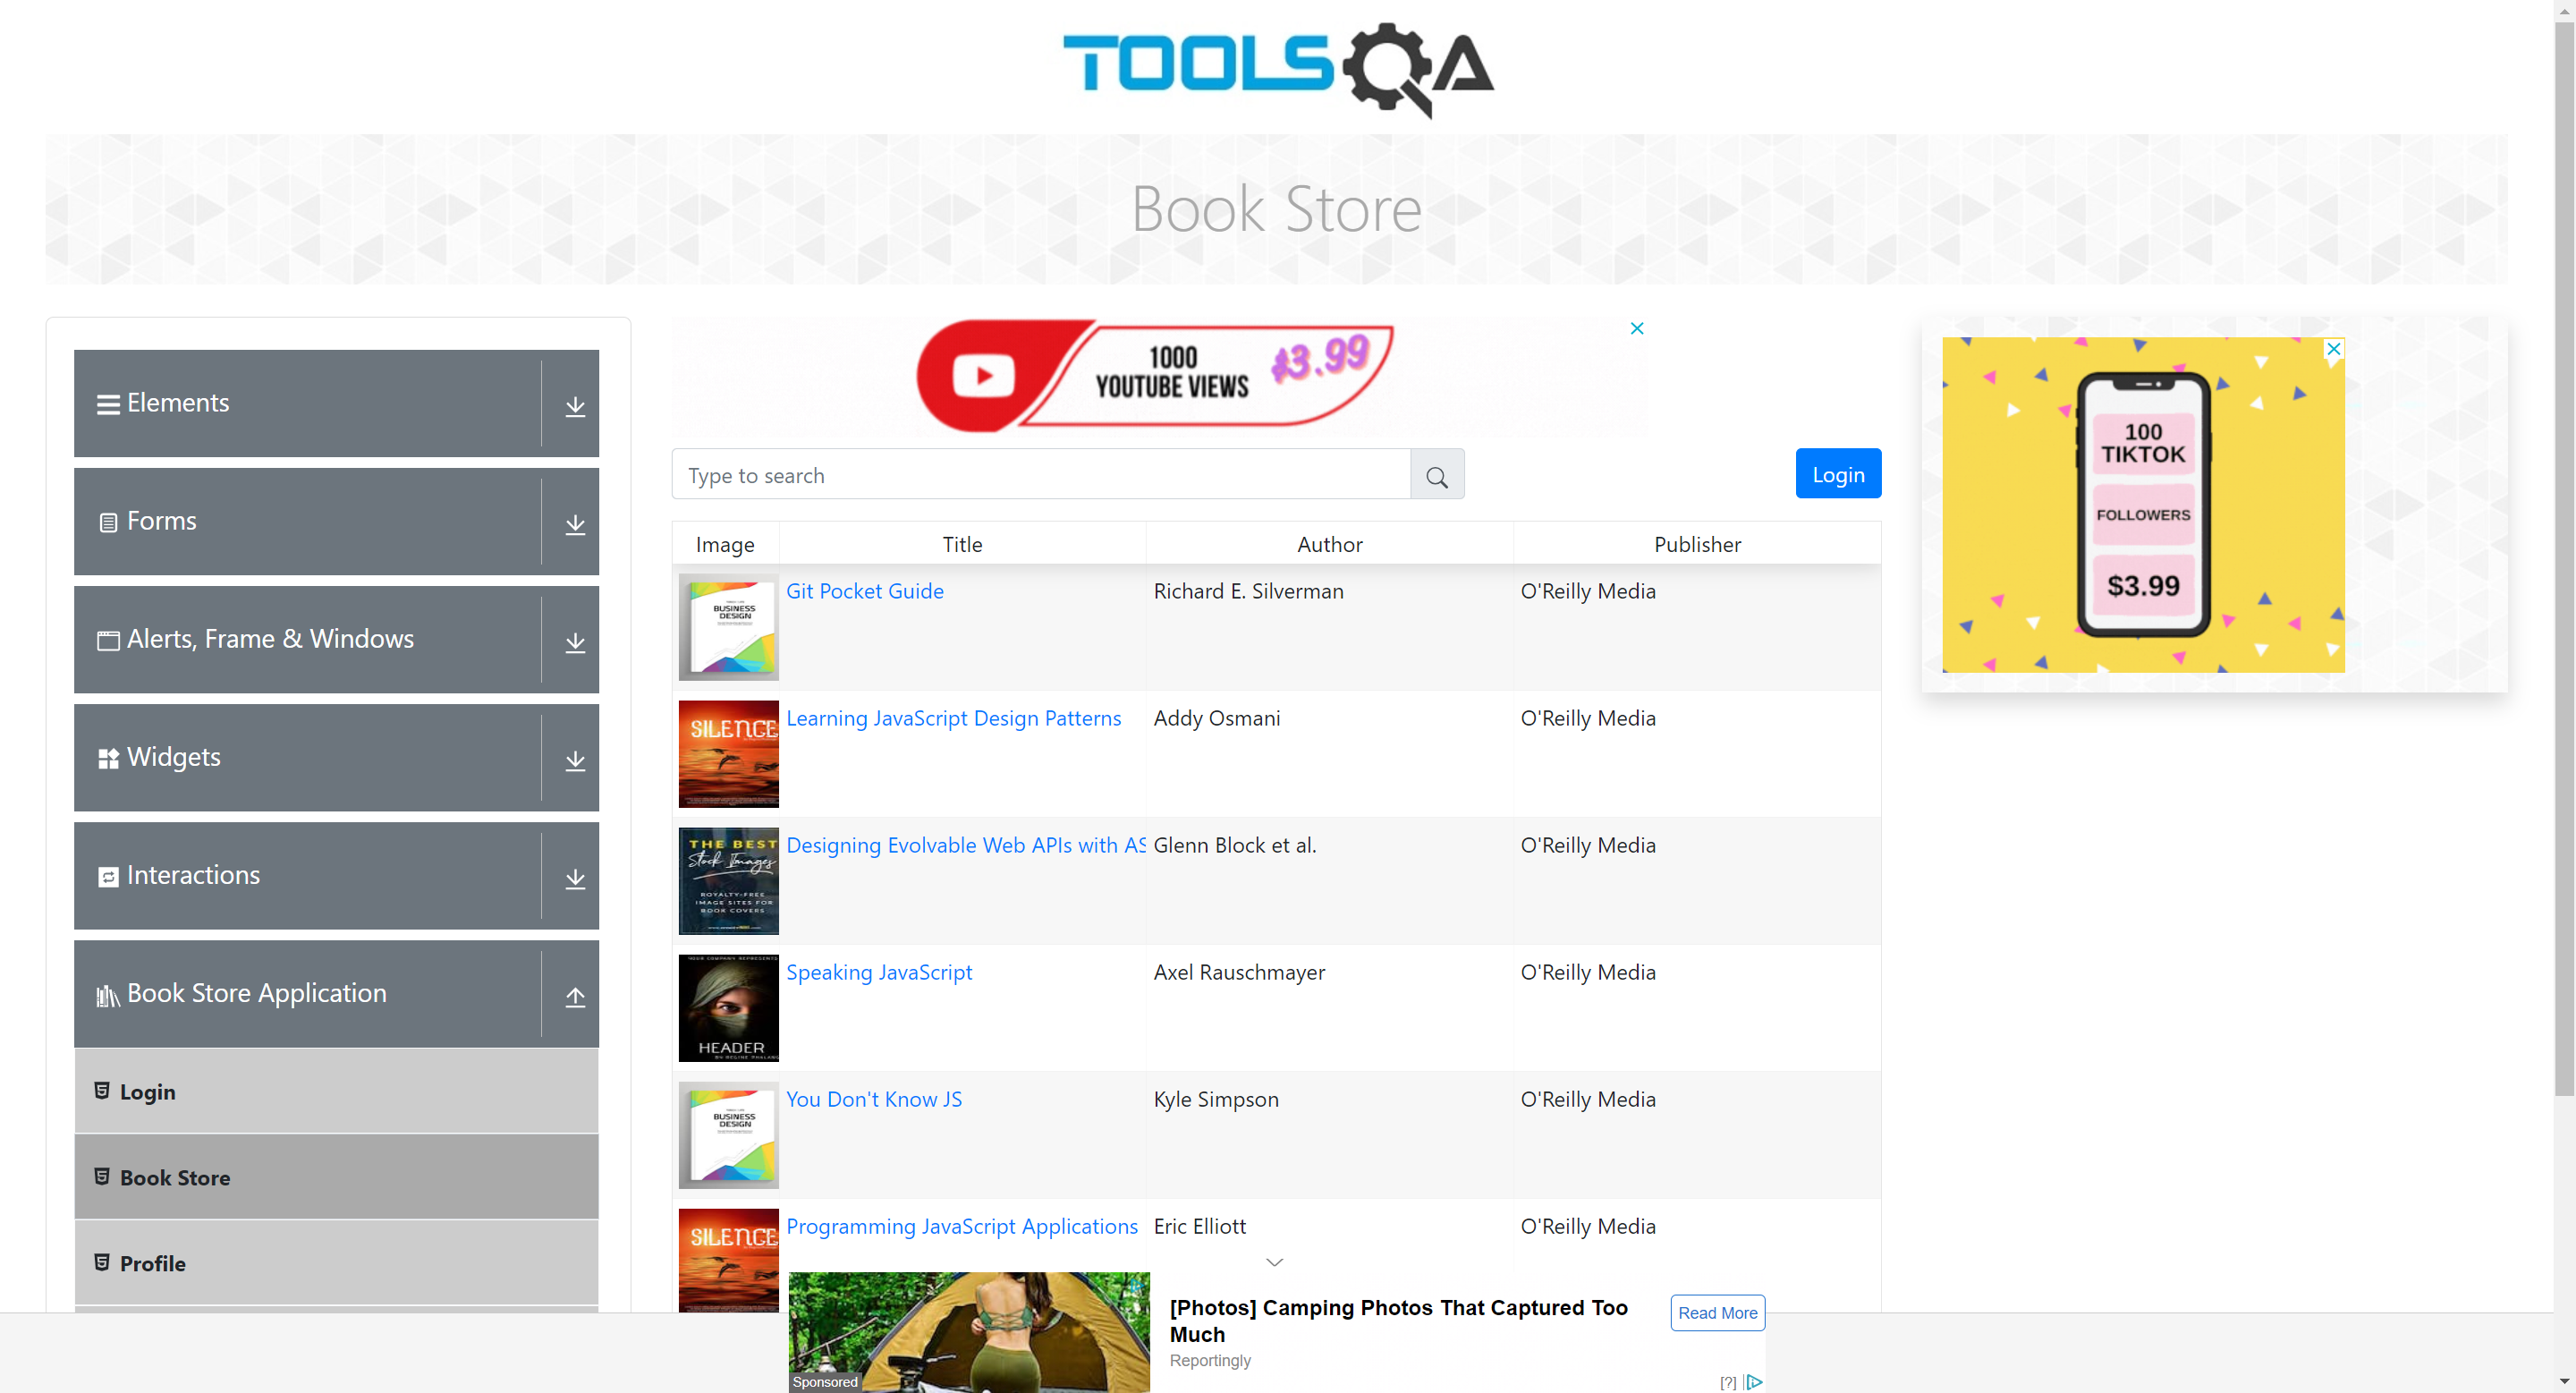 TOOLSQA
Book Store
Elements
Forms
Alerts, Frame & Windows
Widgets
Interactions
Book Store Application
Login
Book Store
Profile
1000
YOUTUBE VIEWS
$3.99
Type to search
Login
Image Title Author Publisher
BUSINESS
DESIGN
Git Pocket Guide Richard E. Silverman O'Reilly Media
SILENCE
Learning JavaScript Design Patterns Addy Osmani O'Reilly Media
THE BEST
Stock Images
ROYALTY-FREE
IMAGE SITES FOR
BOOK COVERS
Designing Evolvable Web APIs with AS Glenn Block et al. O'Reilly Media
YOUR COMPANY REPRESENTS
HEADER
Speaking JavaScript Axel Rauschmayer O'Reilly Media
BUSINESS
DESIGN
You Don't Know JS Kyle Simpson O'Reilly Media
SILENCE
Programming JavaScript Applications Eric Elliott O'Reilly Media
100
TIKTOK
FOLLOWERS
$3.99
[Photos] Camping Photos That Captured Too
Much
Reportingly
Read More
Sponsored
[?]